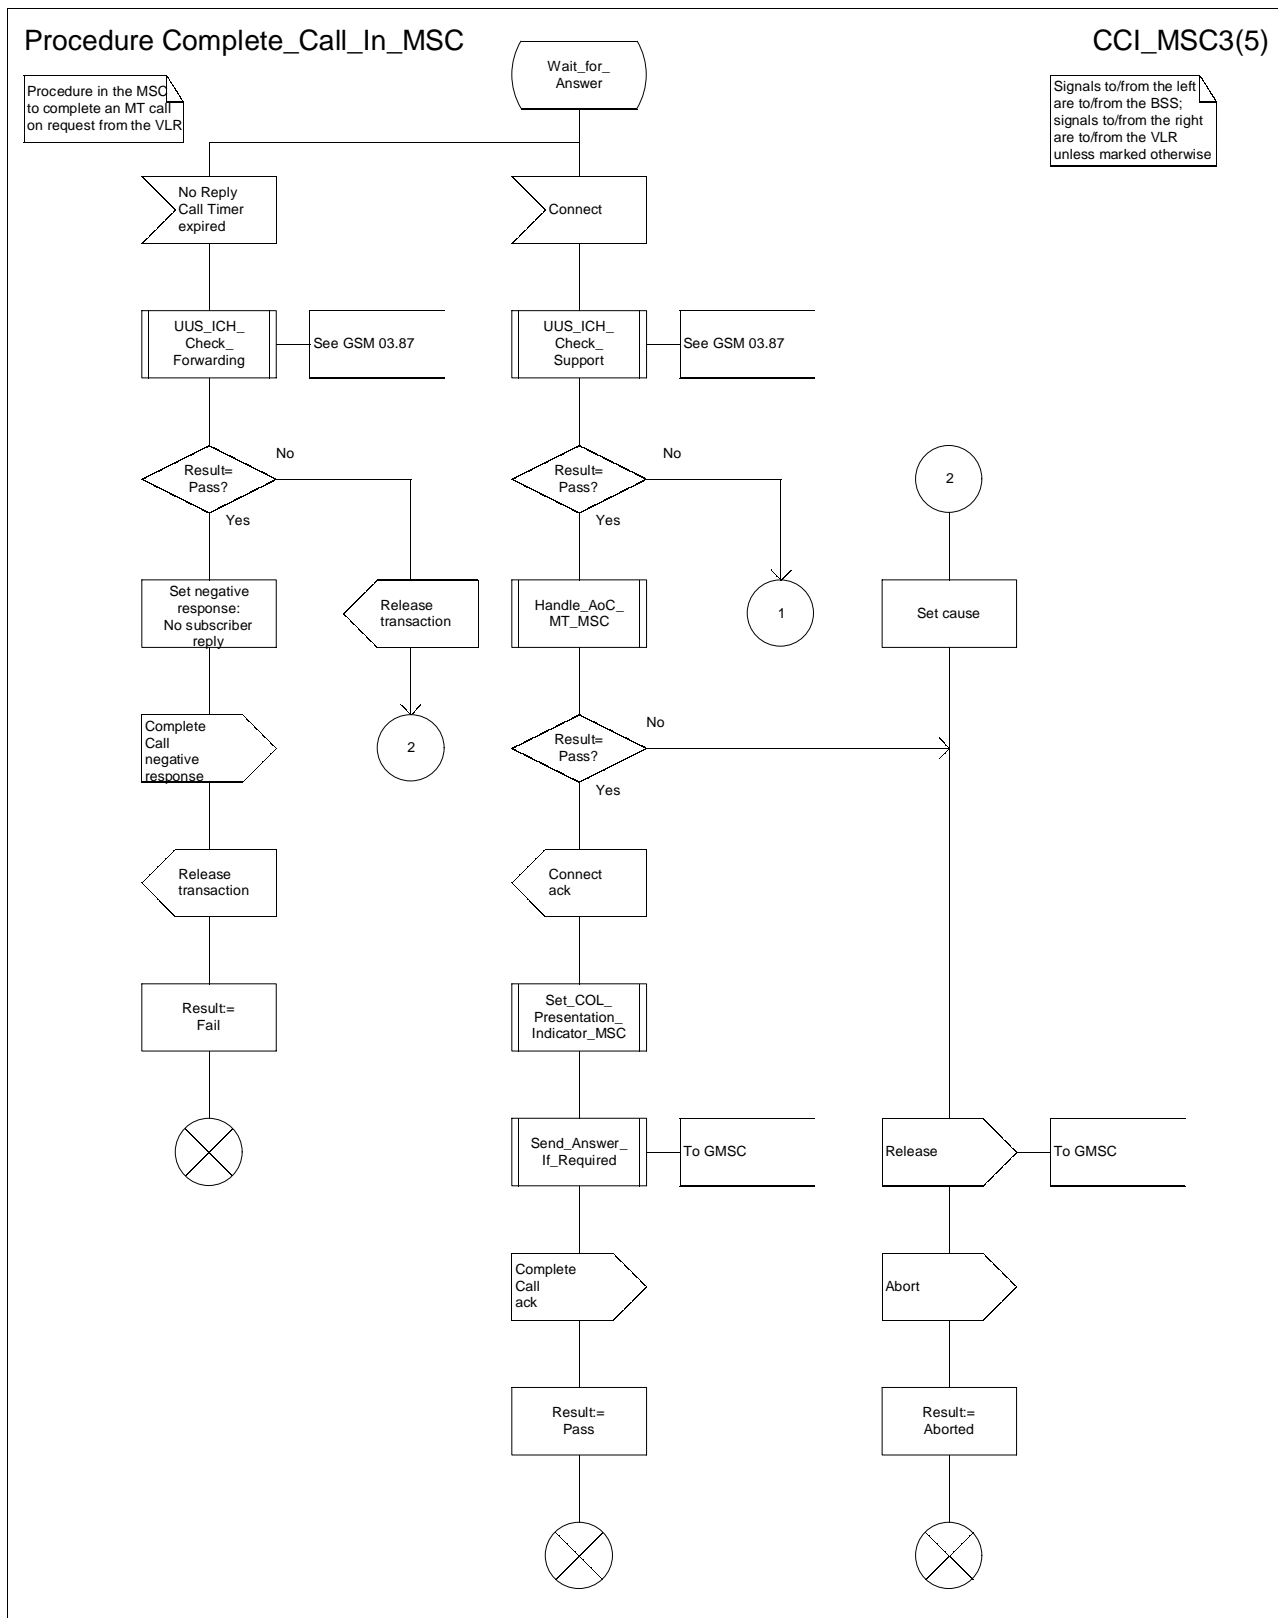 Procedure Complete_Call_In_MSC
CCI_MSC3(5)
Procedure in the MSC
to complete an MT call
on request from the VLR
Wait_for_
Answer
Signals to/from the left
are to/from the BSS;
signals to/from the right
are to/from the VLR
unless marked otherwise
No Reply
Call Timer
expired
Connect
UUS_ICH_
Check_
Forwarding
See GSM 03.87
UUS_ICH_
Check_
Support
See GSM 03.87
Result=
Pass?
No
Yes
Result=
Pass?
No
Yes
2
Set negative
response:
No subscriber
reply
Release
transaction
Handle_AoC_
MT_MSC
1
Set cause
Complete
Call
negative
response
2
Result=
Pass?
No
Yes
Release
transaction
Connect
ack
Result:=
Fail
Set_COL_
Presentation_
Indicator_MSC
Send_Answer_
If_Required
To GMSC
Release
To GMSC
Complete
Call
ack
Abort
Result:=
Pass
Result:=
Aborted